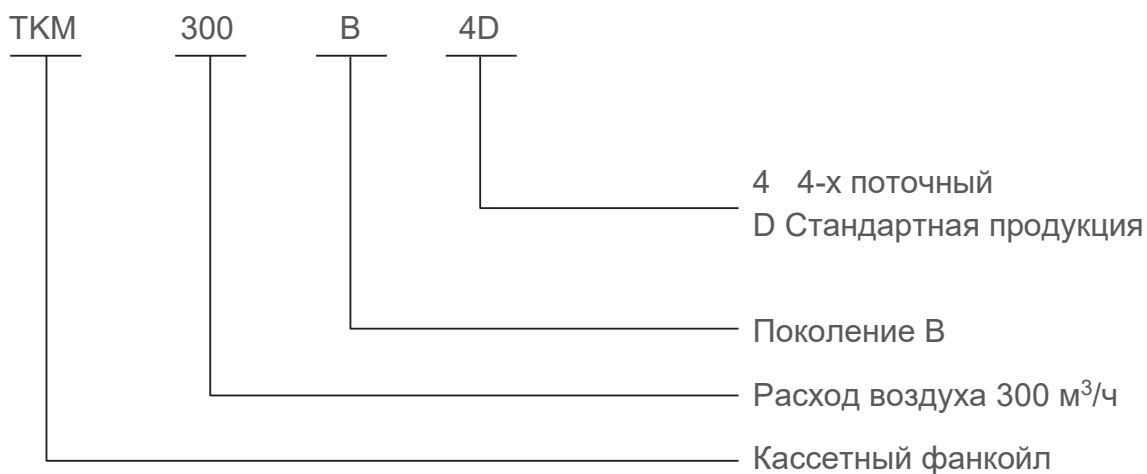 TKM 300 B 4D
4 4-х поточный
D Стандартная продукция
Поколение B
Расход воздуха 300 м³/ч
Кассетный фанкойл